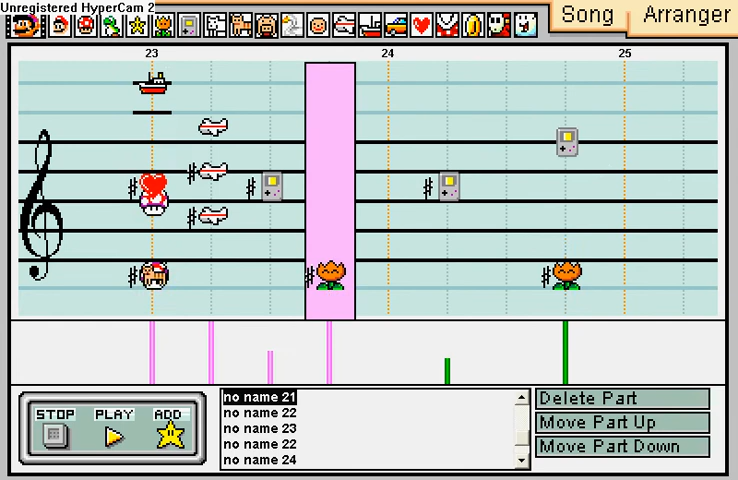 Unregistered HyperCam 2
Song
Arranger
23
24
25
STOP
PLAY
ADD
no name 21
no name 22
no name 23
no name 22
no name 24
Delete Part
Move Part Up
Move Part Down